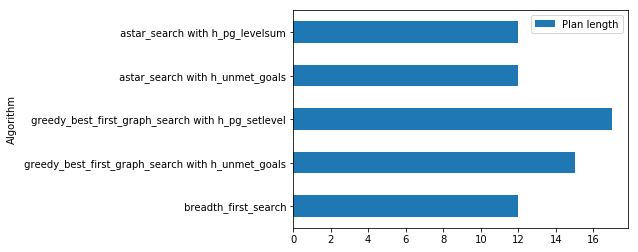 Plan length
astar_search with h_pg_levelsum
astar_search with h_unmet_goals
greedy_best_first_graph_search with h_pg_setlevel
greedy_best_first_graph_search with h_unmet_goals
breadth_first_search
Algorithm
0 2 4 6 8 10 12 14 16